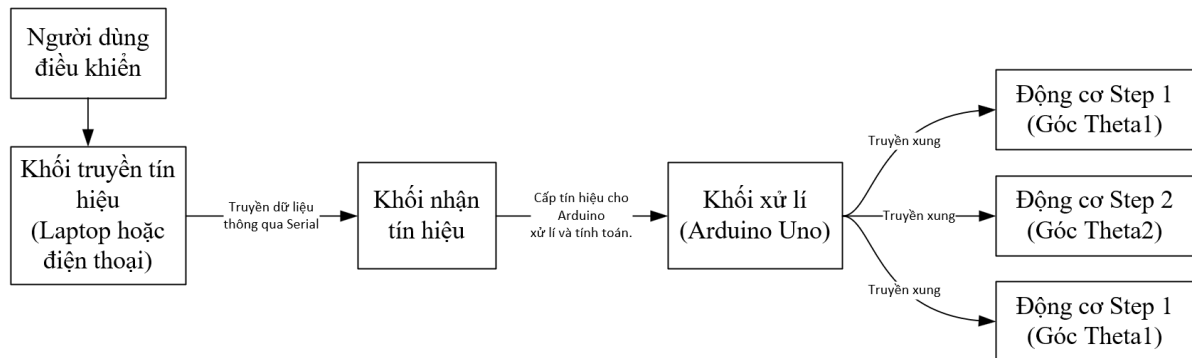 Người dùng
điều khiển
Khối truyền tín
hiệu
(Laptop hoặc
điện thoại)
Truyền dữ liệu
thông qua Serial
Khối nhận
tín hiệu
Cấp tín hiệu cho
Arduino
xử lí và tính toán.
Khối xử lí
(Arduino Uno)
Truyền xung
Động cơ Step 1
(Góc Theta1)
Truyền xung
Động cơ Step 2
(Góc Theta2)
Truyền xung
Động cơ Step 1
(Góc Theta1)